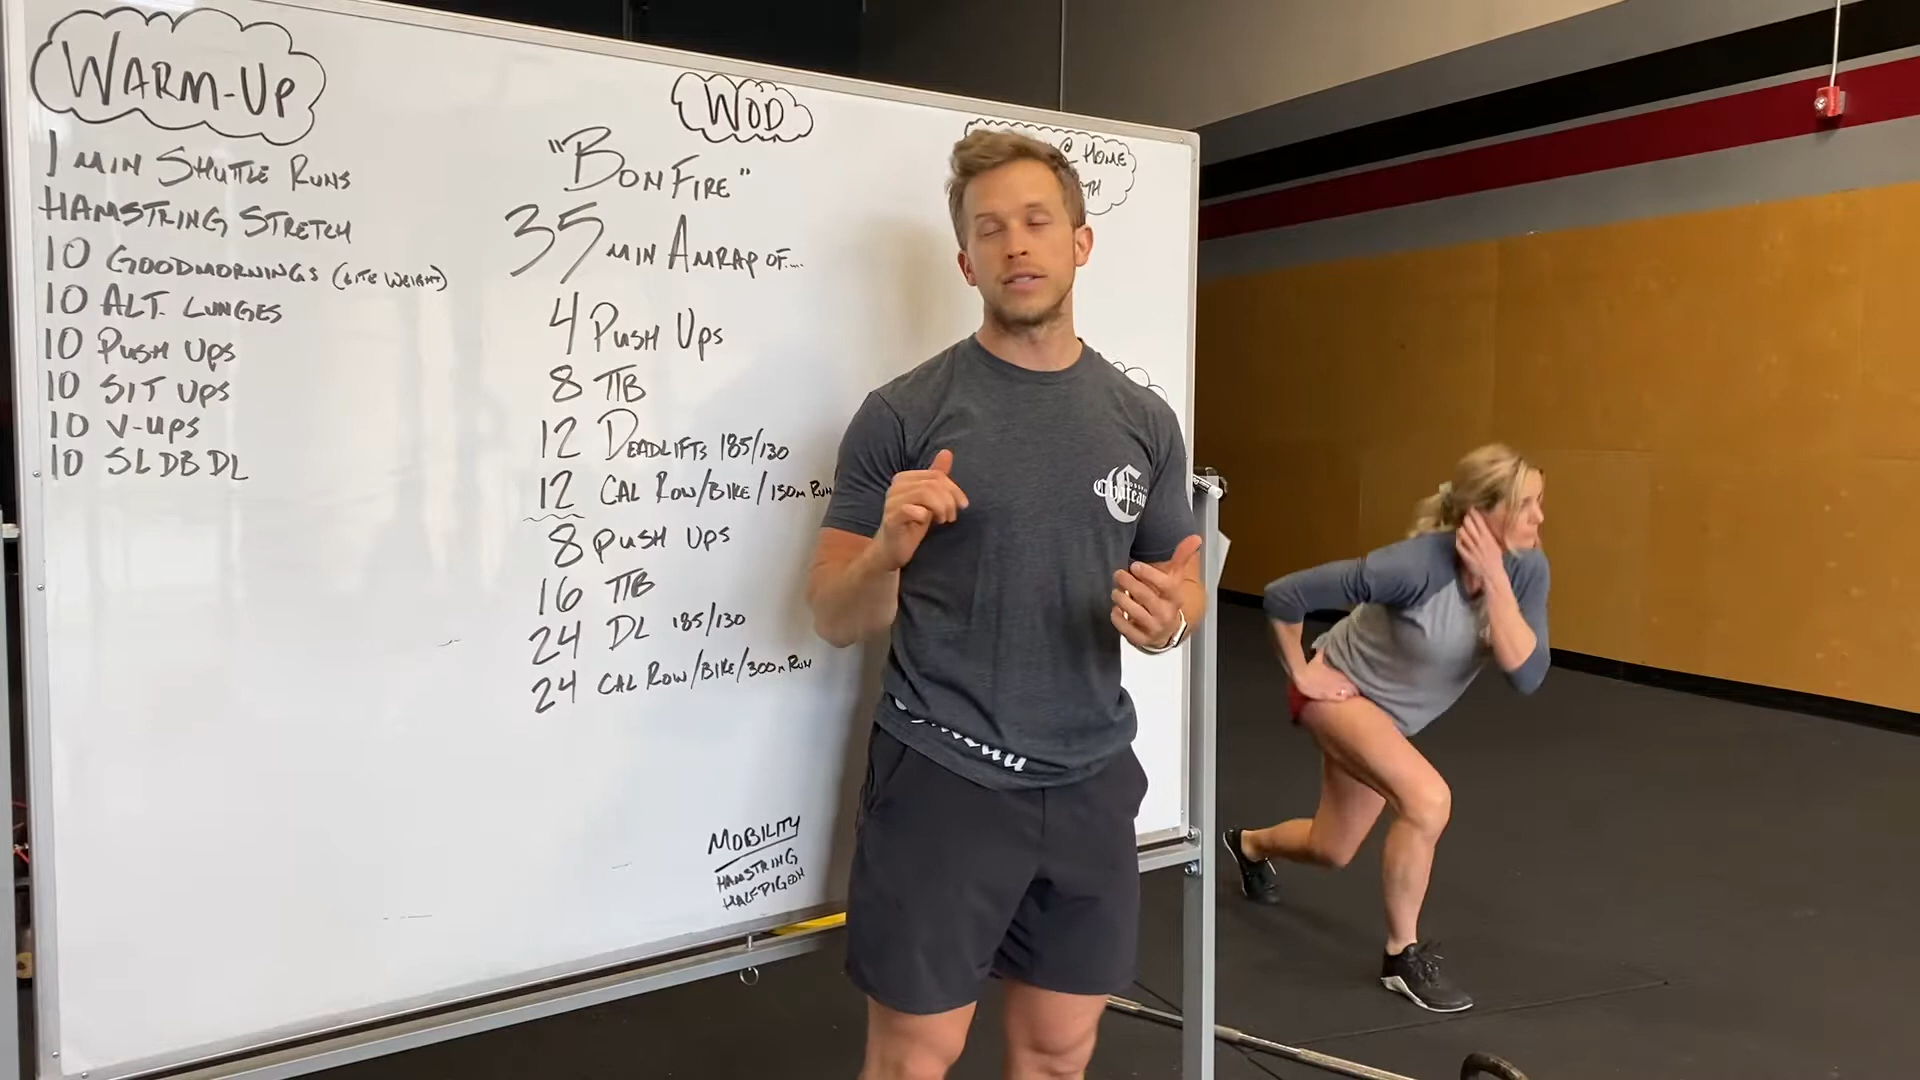 WARM-UP
1 MIN SHUTTLE RUNS
HAMSTRING STRETCH
10 GOODMORNINGS (LITE WEIGHT)
10 ALT. LUNGES
10 PUSH UPS
10 SIT UPS
10 V-UPS
10 SL DB DL
WOD
"BONFIRE"
35 MIN AMRAP OF...
4 PUSH UPS
8 TTB
12 DEADLIFTS 185/130
12 CAL ROW/BIKE/150M RUN
8 PUSH UPS
16 TTB
24 DL 185/130
24 CAL ROW/BIKE/300M RUN
MOBILITY
HAMSTRING
HALF PIGEON
@ HOME
Chateau